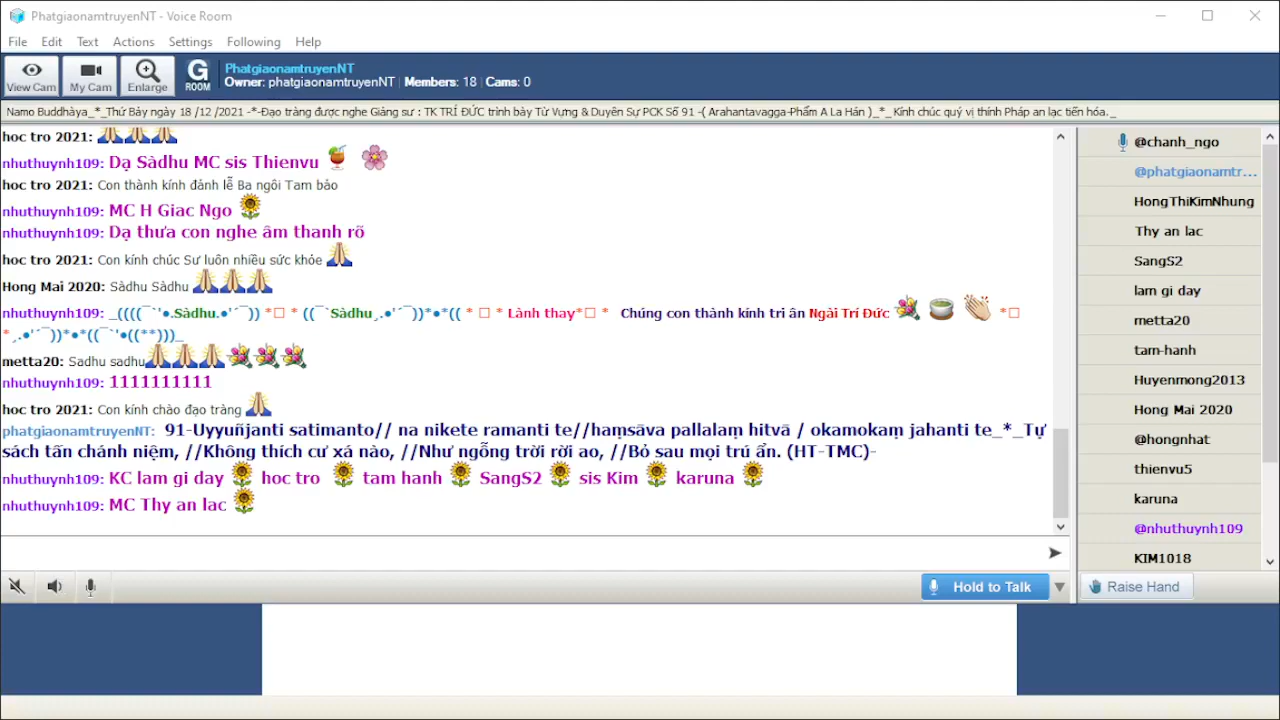 PhatgiaonamtruyenNT - Voice Room
File Edit Text Actions Settings Following Help
View Cam My Cam Enlarge G ROOM
PhatgiaonamtruyenNT
Owner: phatgiaonamtruyenNT | Members: 18 | Cams: 0
Namo Buddhàya_*_Thứ Bảy ngày 18 /12 /2021 -*-Đạo tràng được nghe Giảng sư : TK TRÍ ĐỨC trình bày Từ Vựng & Duyên Sự PCK Số 91 -( Arahantavagga-Phẩm A La Hán )_*_ Kính chúc quý vị thính Pháp an lạc tiến hóa._
hoc tro 2021:
nhuthuynh109: Dạ Sàdhu MC sis Thienvu
hoc tro 2021: Con thành kính đảnh lễ Ba ngôi Tam bảo
nhuthuynh109: MC H Giac Ngo
nhuthuynh109: Dạ thưa con nghe âm thanh rõ
hoc tro 2021: Con kính chúc Sư luôn nhiều sức khỏe
Hong Mai 2020: Sàdhu Sàdhu
nhuthuynh109: _((((¯`'•.Sàdhu.•'´¯)) *□ * ((¯`Sàdhu¸.•'´¯))*•*(( * □ * Lành thay*□ * Chúng con thành kính tri ân Ngài Trí Đức *□
*¸.•'´¯))*•*((¯`'•((**)))_
metta20: Sadhu sadhu
nhuthuynh109: 1111111111
hoc tro 2021: Con kính chào đạo tràng
phatgiaonamtruyenNT: 91-Uyyuñjanti satimanto// na nikete ramanti te//haṃsāva pallalaṃ hitvā / okamokaṃ jahanti te_*_Tự
sách tấn chánh niệm, //Không thích cư xá nào, //Như ngỗng trời rời ao, //Bỏ sau mọi trú ẩn. (HT-TMC)-
nhuthuynh109: KC lam gi day hoc tro tam hanh SangS2 sis Kim karuna
nhuthuynh109: MC Thy an lac
@chanh_ngo
@phatgiaonamtr...
HongThiKimNhung
Thy an lac
SangS2
lam gi day
metta20
tam-hanh
Huyenmong2013
Hong Mai 2020
@hongnhat
thienvu5
karuna
@nhuthuynh109
KIM1018
Hold to Talk
Raise Hand